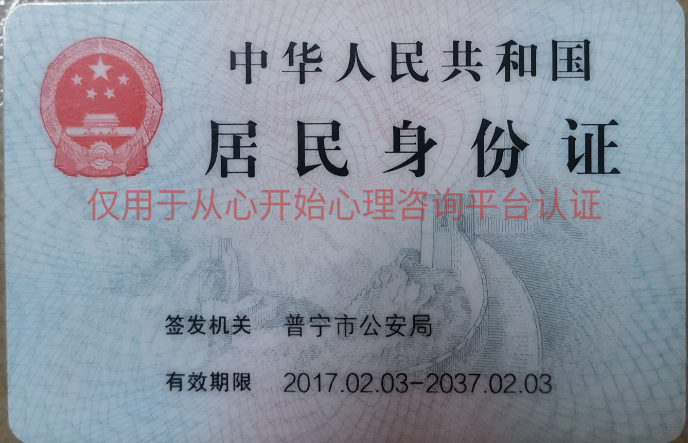 中华人民共和国
居民身份证
仅用于从心开始心理咨询平台认证
签发机关 普宁市公安局
有效期限 2017.02.03-2037.02.03